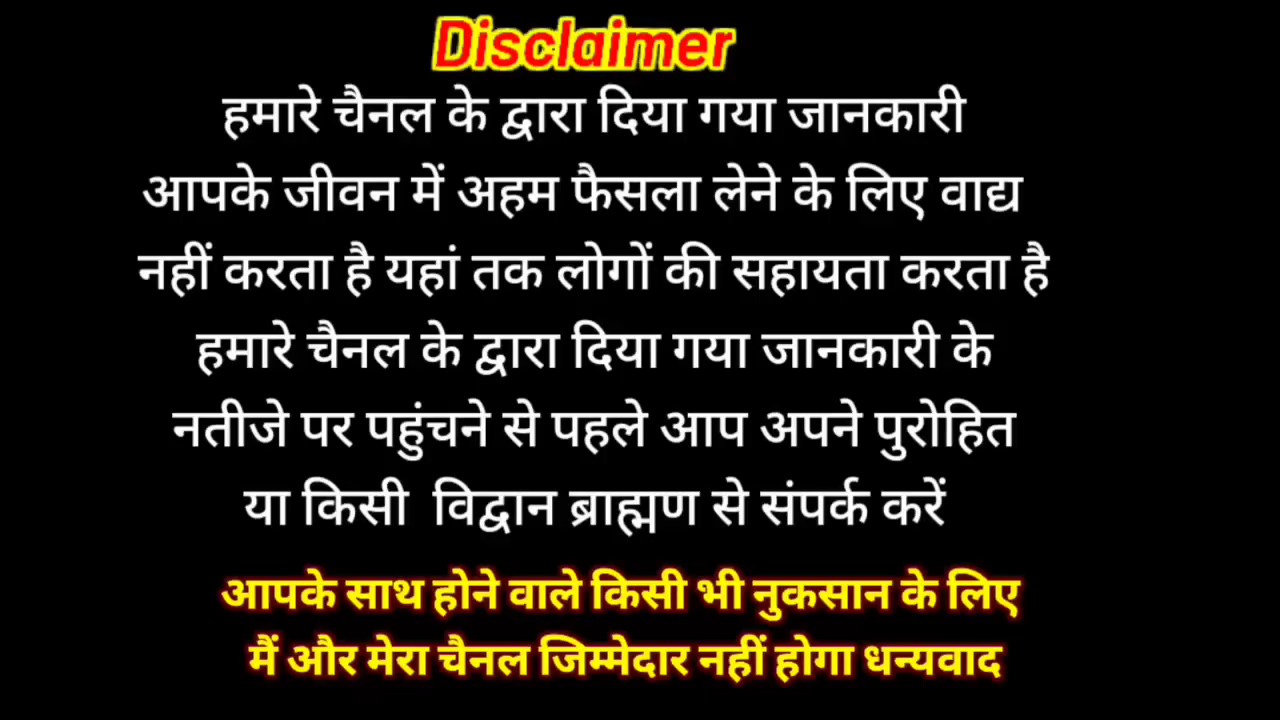 Disclaimer
हमारे चैनल के द्वारा दिया गया जानकारी
आपके जीवन में अहम फैसला लेने के लिए वाद्य
नहीं करता है यहां तक लोगों की सहायता करता है
हमारे चैनल के द्वारा दिया गया जानकारी के
नतीजे पर पहुंचने से पहले आप अपने पुरोहित
या किसी विद्वान ब्राह्मण से संपर्क करें
आपके साथ होने वाले किसी भी नुकसान के लिए
मैं और मेरा चैनल जिम्मेदार नहीं होगा धन्यवाद